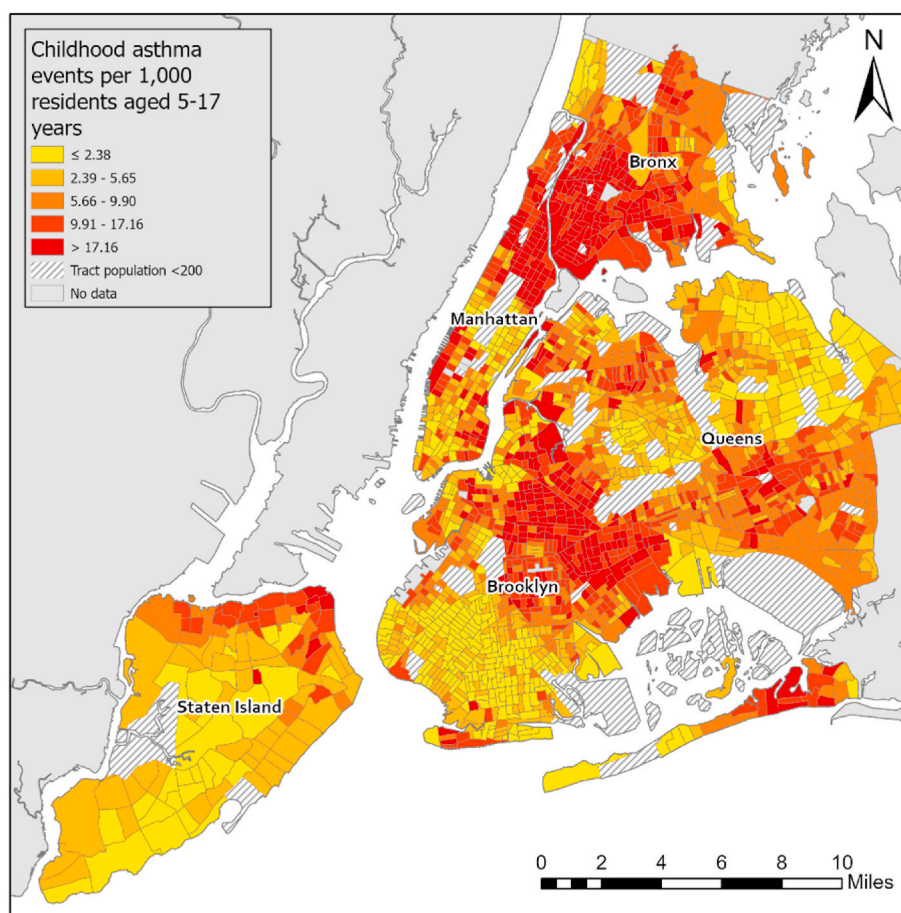 Childhood asthma
events per 1,000
residents aged 5-17
years
≤ 2.38
2.39 - 5.65
5.66 - 9.90
9.91 - 17.16
> 17.16
Tract population <200
No data
N
Bronx
Manhattan
Queens
Brooklyn
Staten Island
0 2 4 6 8 10
Miles